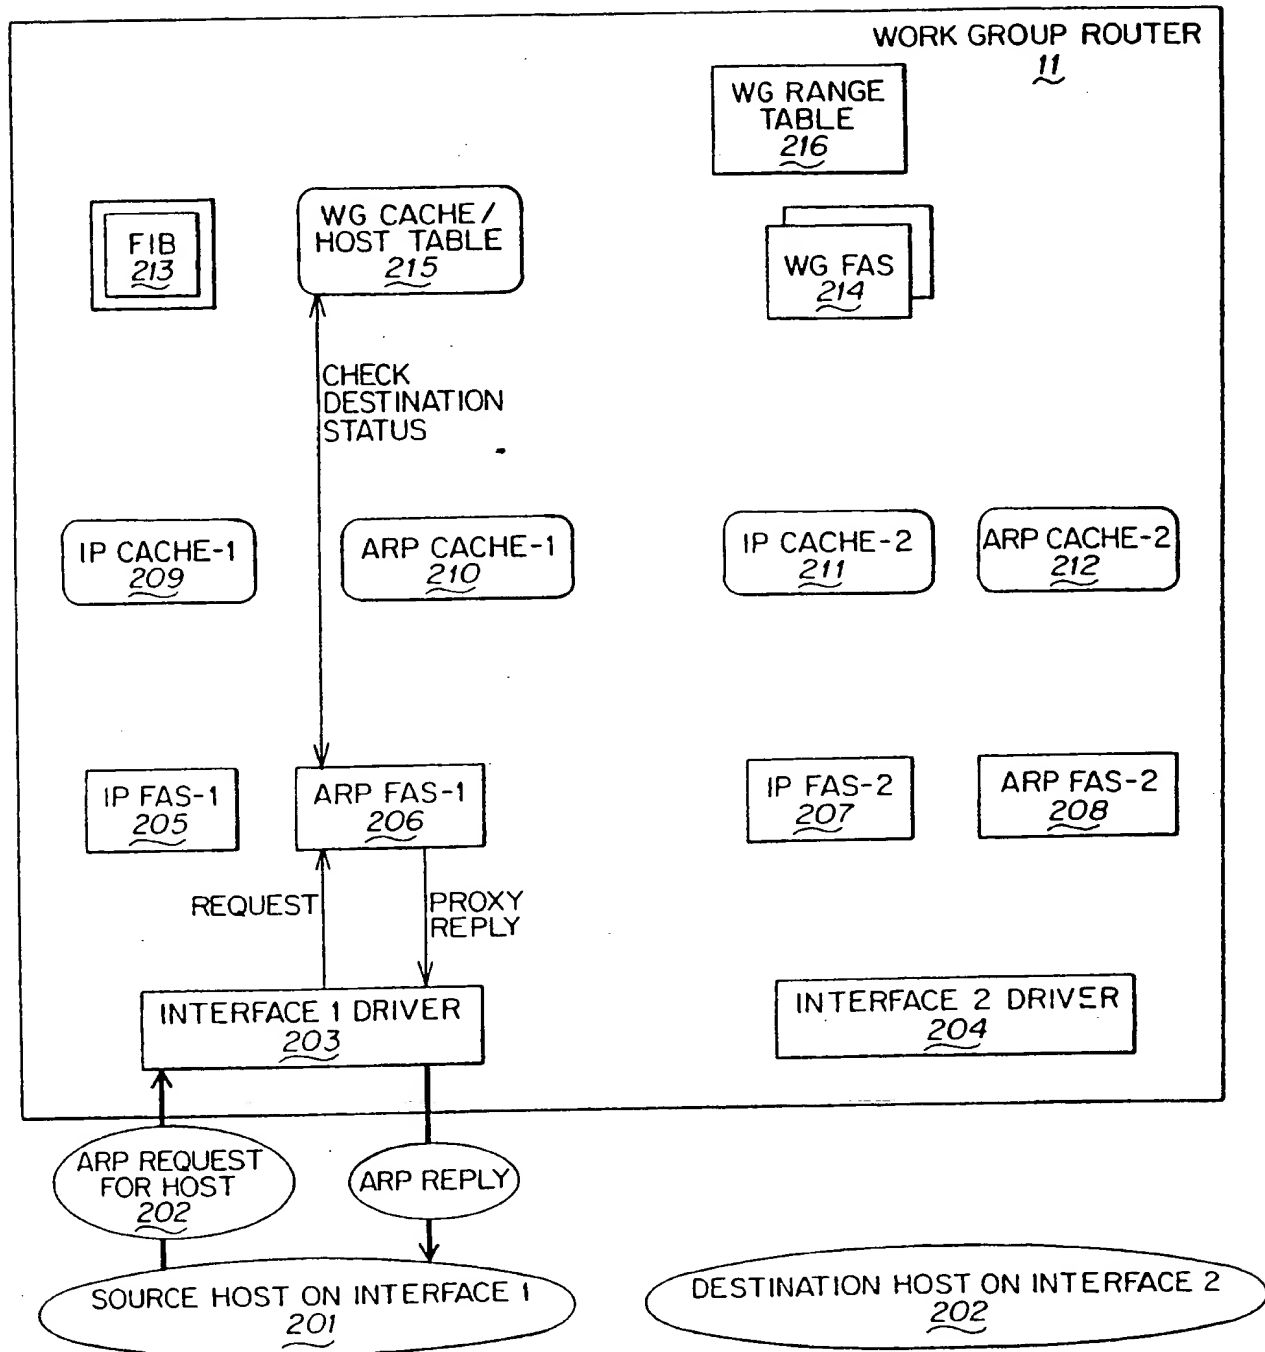 WORK GROUP ROUTER
11
WG RANGE
TABLE
216
FIB
213
WG CACHE/
HOST TABLE
215
WG FAS
214
CHECK
DESTINATION
STATUS
IP CACHE-1
209
ARP CACHE-1
210
IP CACHE-2
211
ARP CACHE-2
212
IP FAS-1
205
ARP FAS-1
206
IP FAS-2
207
ARP FAS-2
208
REQUEST
PROXY
REPLY
INTERFACE 1 DRIVER
203
INTERFACE 2 DRIVER
204
ARP REQUEST
FOR HOST
202
ARP REPLY
SOURCE HOST ON INTERFACE 1
201
DESTINATION HOST ON INTERFACE 2
202